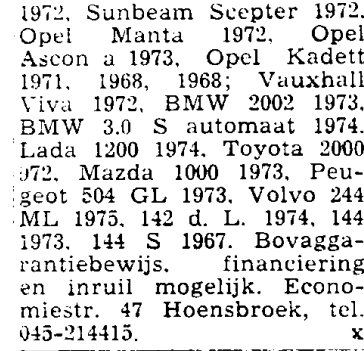 1972, Sunbeam Scepter 1972.
Opel Manta 1972, Opel
Ascon a 1973, Opel Kadett
1971, 1968, 1968; Vauxhall
Viva 1972, BMW 2002 1973,
BMW 3.0 S automaat 1974.
Lada 1200 1974, Toyota 2000
972, Mazda 1000 1973, Peu-
geot 504 GL 1973, Volvo 244
ML 1975, 142 d. L. 1974, 144
1973, 144 S 1967. Bovagga-
rantiebewijs, financiering
en inruil mogelijk. Econo-
miestr. 47 Hoensbroek, tel.
045-214415. x